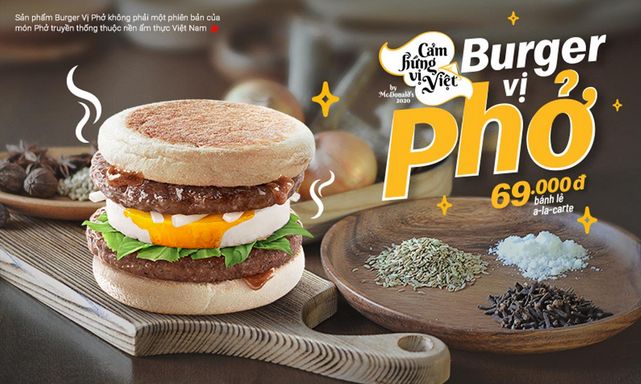 Sản phẩm Burger Vị Phở không phải một phiên bản của
món Phở truyền thống thuộc nền ẩm thực Việt Nam
Cảm
hứng
vị
Việt
by
McDonald's
2020
Burger
vị
phở
69.000đ
bánh lẻ
a-la-carte